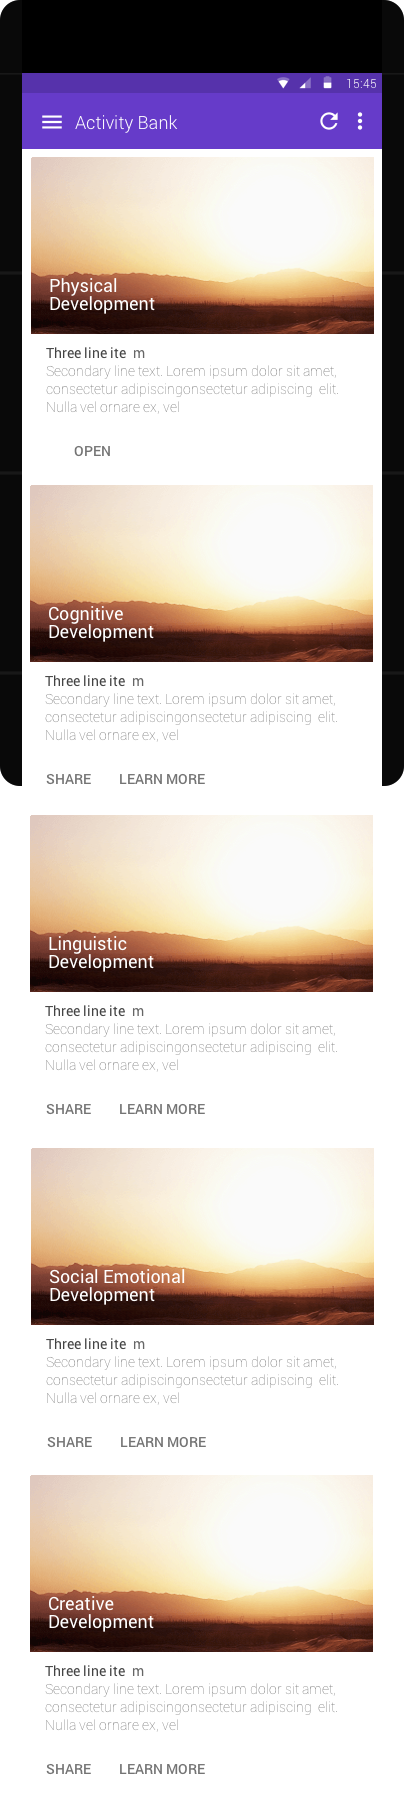 15:45
Activity Bank
Physical
Development
Three line ite m
Secondary line text. Lorem ipsum dolor sit amet,
consectetur adipiscingonsectetur adipiscing elit.
Nulla vel ornare ex, vel
OPEN
Cognitive
Development
Three line ite m
Secondary line text. Lorem ipsum dolor sit amet,
consectetur adipiscingonsectetur adipiscing elit.
Nulla vel ornare ex, vel
SHARE LEARN MORE
Linguistic
Development
Three line ite m
Secondary line text. Lorem ipsum dolor sit amet,
consectetur adipiscingonsectetur adipiscing elit.
Nulla vel ornare ex, vel
SHARE LEARN MORE
Social Emotional
Development
Three line ite m
Secondary line text. Lorem ipsum dolor sit amet,
consectetur adipiscingonsectetur adipiscing elit.
Nulla vel ornare ex, vel
SHARE LEARN MORE
Creative
Development
Three line ite m
Secondary line text. Lorem ipsum dolor sit amet,
consectetur adipiscingonsectetur adipiscing elit.
Nulla vel ornare ex, vel
SHARE LEARN MORE